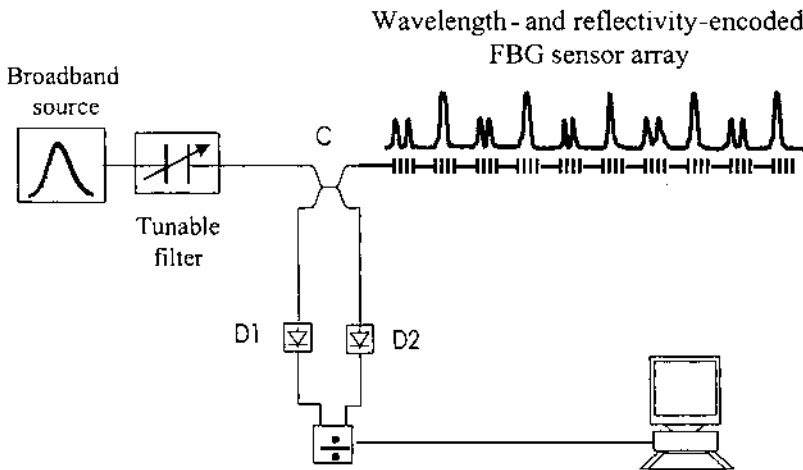 Wavelength - and reflectivity-encoded
FBG sensor array
Broadband
source
C
Tunable
filter
D1
D2